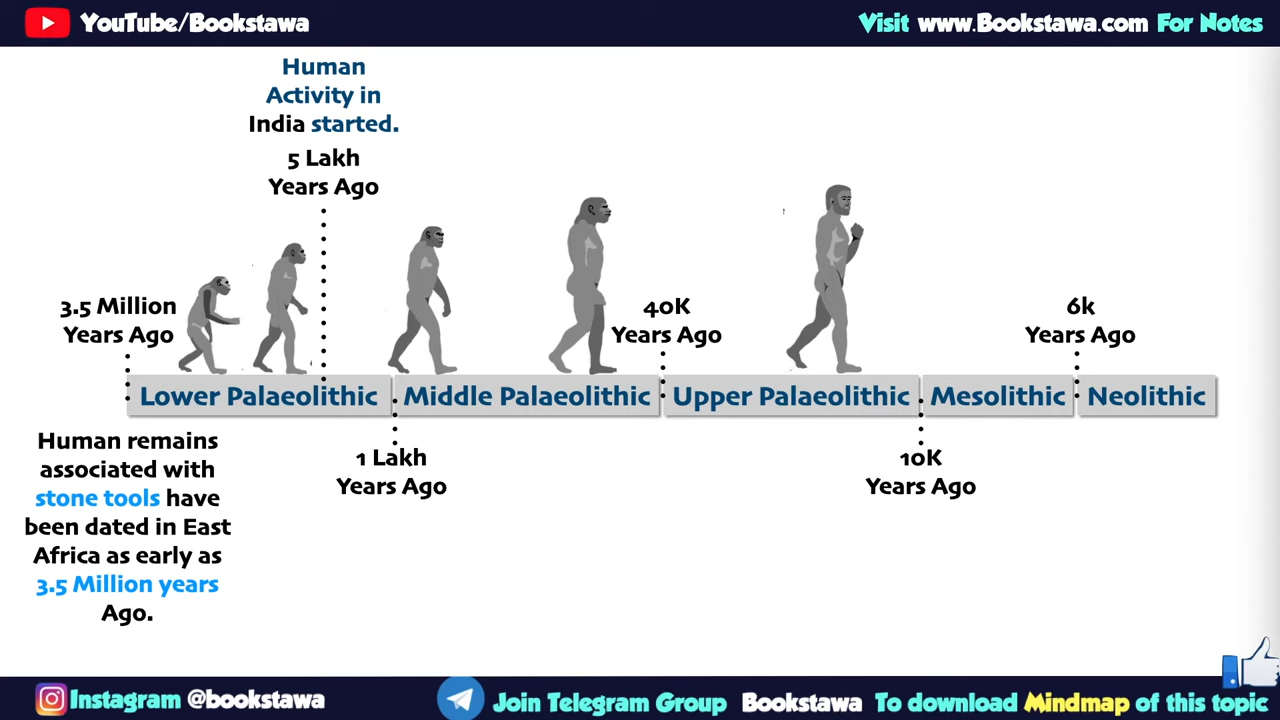 YouTube/Bookstawa
Visit www.Bookstawa.com For Notes
Human
Activity in
India started.
5 Lakh
Years Ago
3.5 Million
Years Ago
40K
Years Ago
6k
Years Ago
Lower Palaeolithic
Middle Palaeolithic
Upper Palaeolithic
Mesolithic
Neolithic
Human remains
associated with
stone tools have
been dated in East
Africa as early as
3.5 Million years
Ago.
1 Lakh
Years Ago
10K
Years Ago
Instagram @bookstawa
Join Telegram Group Bookstawa To download Mindmap of this topic